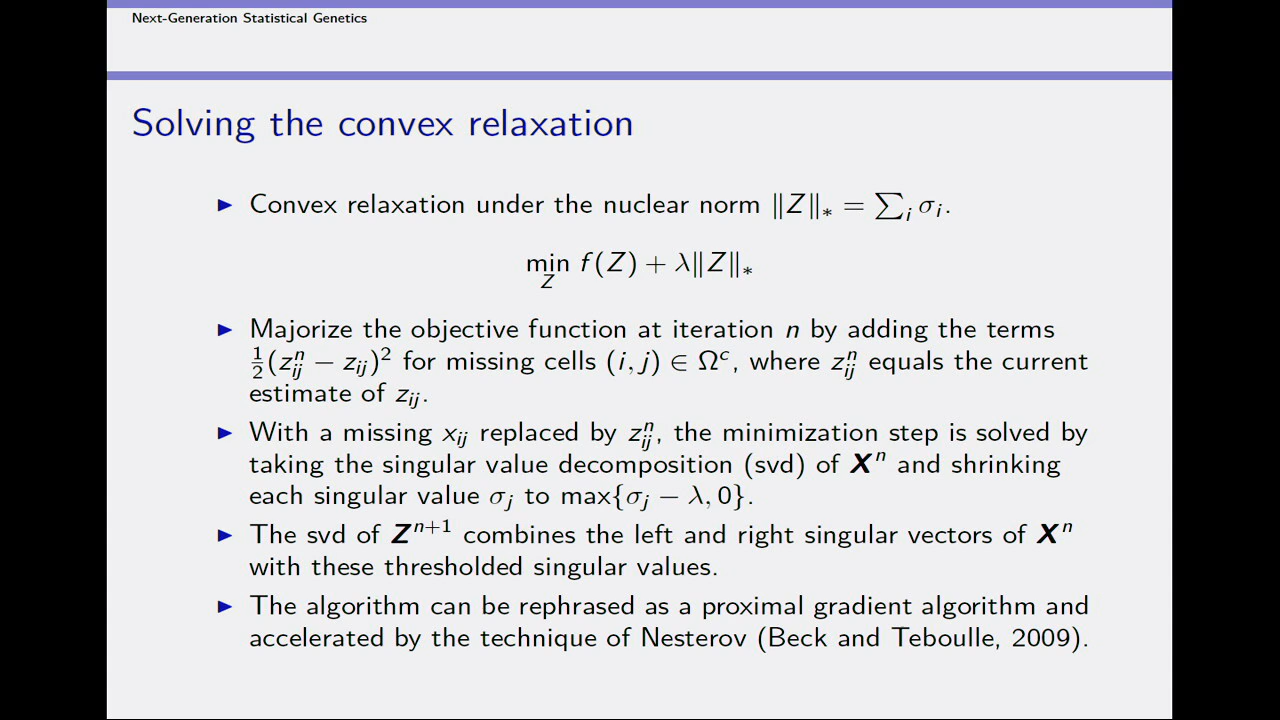 Next-Generation Statistical Genetics
Solving the convex relaxation
▶ Convex relaxation under the nuclear norm ‖Z‖∗ = ∑ᵢ σᵢ.
min_Z f(Z) + λ‖Z‖∗
▶ Majorize the objective function at iteration n by adding the terms
½(zⁿᵢⱼ − zᵢⱼ)² for missing cells (i, j) ∈ Ωᶜ, where zⁿᵢⱼ equals the current
estimate of zᵢⱼ.
▶ With a missing xᵢⱼ replaced by zⁿᵢⱼ, the minimization step is solved by
taking the singular value decomposition (svd) of Xⁿ and shrinking
each singular value σⱼ to max{σⱼ − λ, 0}.
▶ The svd of Zⁿ⁺¹ combines the left and right singular vectors of Xⁿ
with these thresholded singular values.
▶ The algorithm can be rephrased as a proximal gradient algorithm and
accelerated by the technique of Nesterov (Beck and Teboulle, 2009).